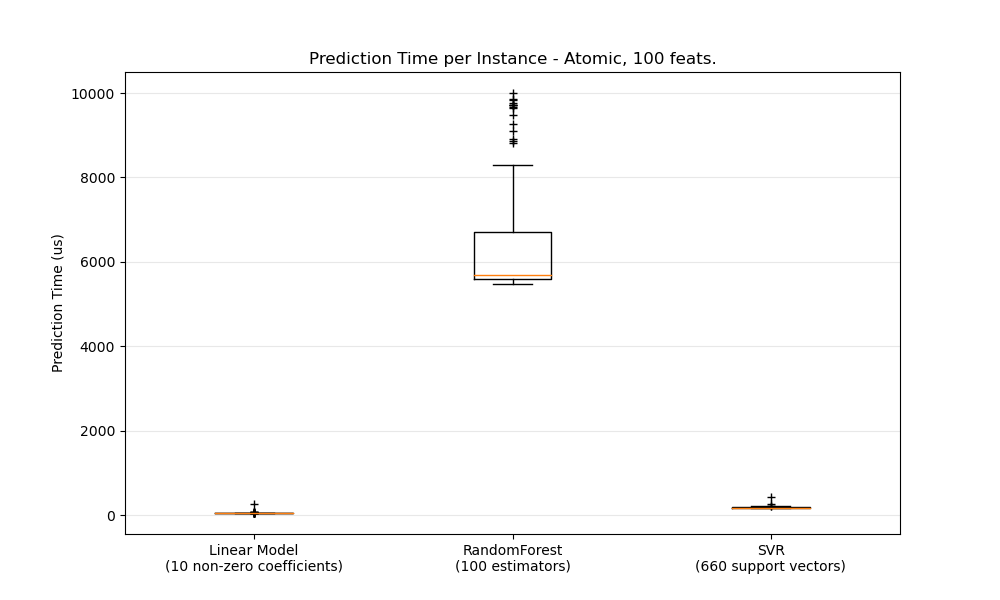 Prediction Time per Instance - Atomic, 100 feats.
Prediction Time (us)
10000
8000
6000
4000
2000
0
Linear Model
(10 non-zero coefficients)
RandomForest
(100 estimators)
SVR
(660 support vectors)